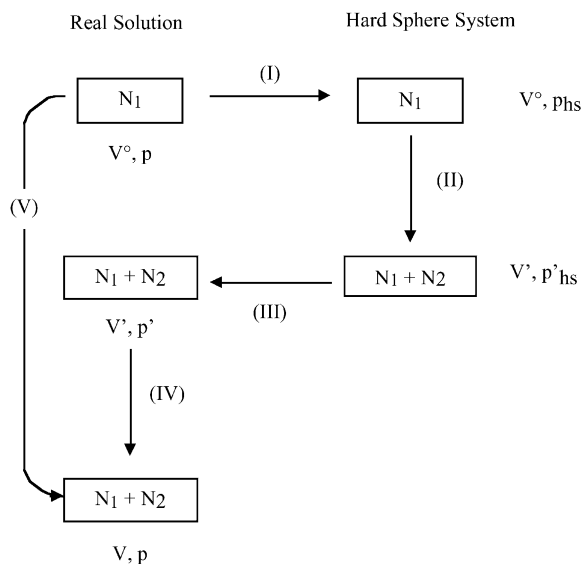 Real Solution
Hard Sphere System
(I)
N1
N1
V°, phs
V°, p
(II)
(V)
N1 + N2
N1 + N2
V', p'hs
V', p'
(III)
(IV)
N1 + N2
V, p